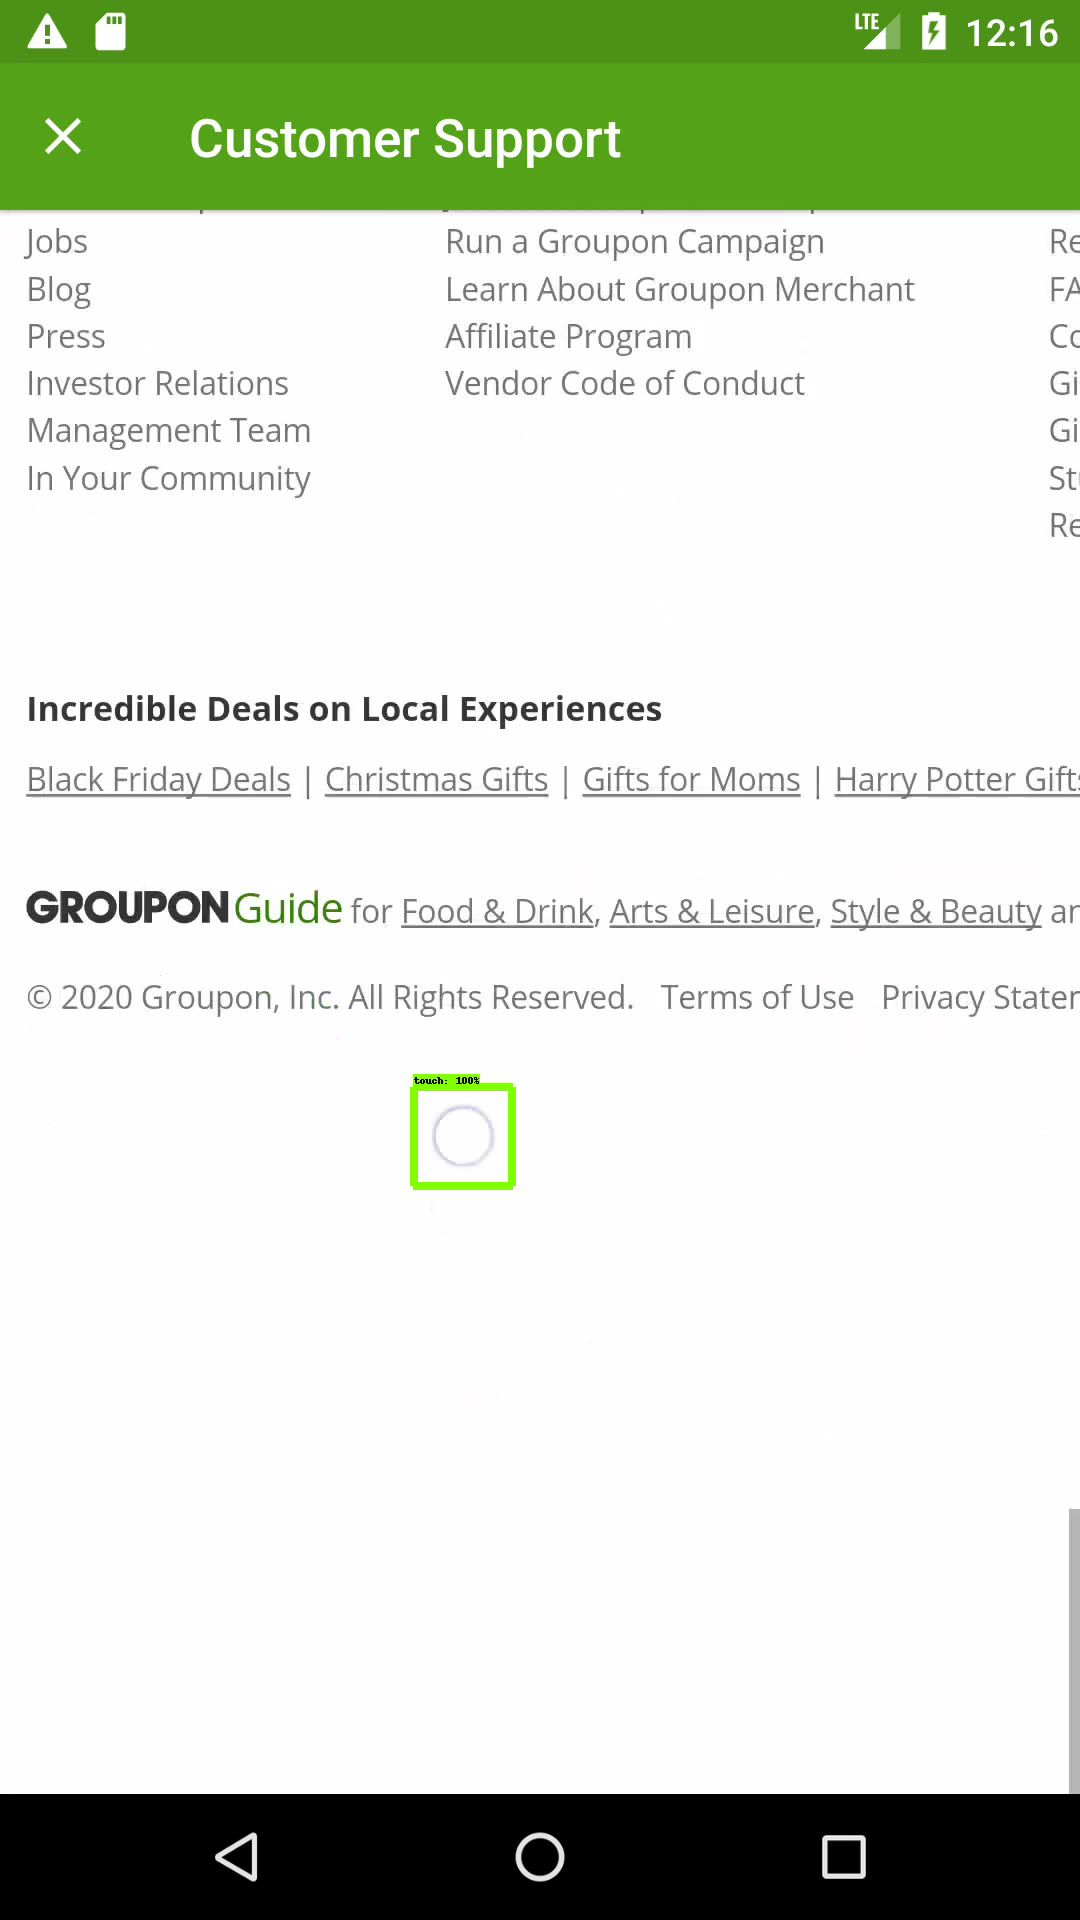 LTE 12:16
Customer Support
Jobs
Blog
Press
Investor Relations
Management Team
In Your Community
Run a Groupon Campaign
Learn About Groupon Merchant
Affiliate Program
Vendor Code of Conduct
Re
FA
Co
Gi
Gi
Stu
Re
Incredible Deals on Local Experiences
Black Friday Deals | Christmas Gifts | Gifts for Moms | Harry Potter Gifts
GROUPON Guide for Food & Drink, Arts & Leisure, Style & Beauty an
© 2020 Groupon, Inc. All Rights Reserved. Terms of Use Privacy Stater
touch: 100%